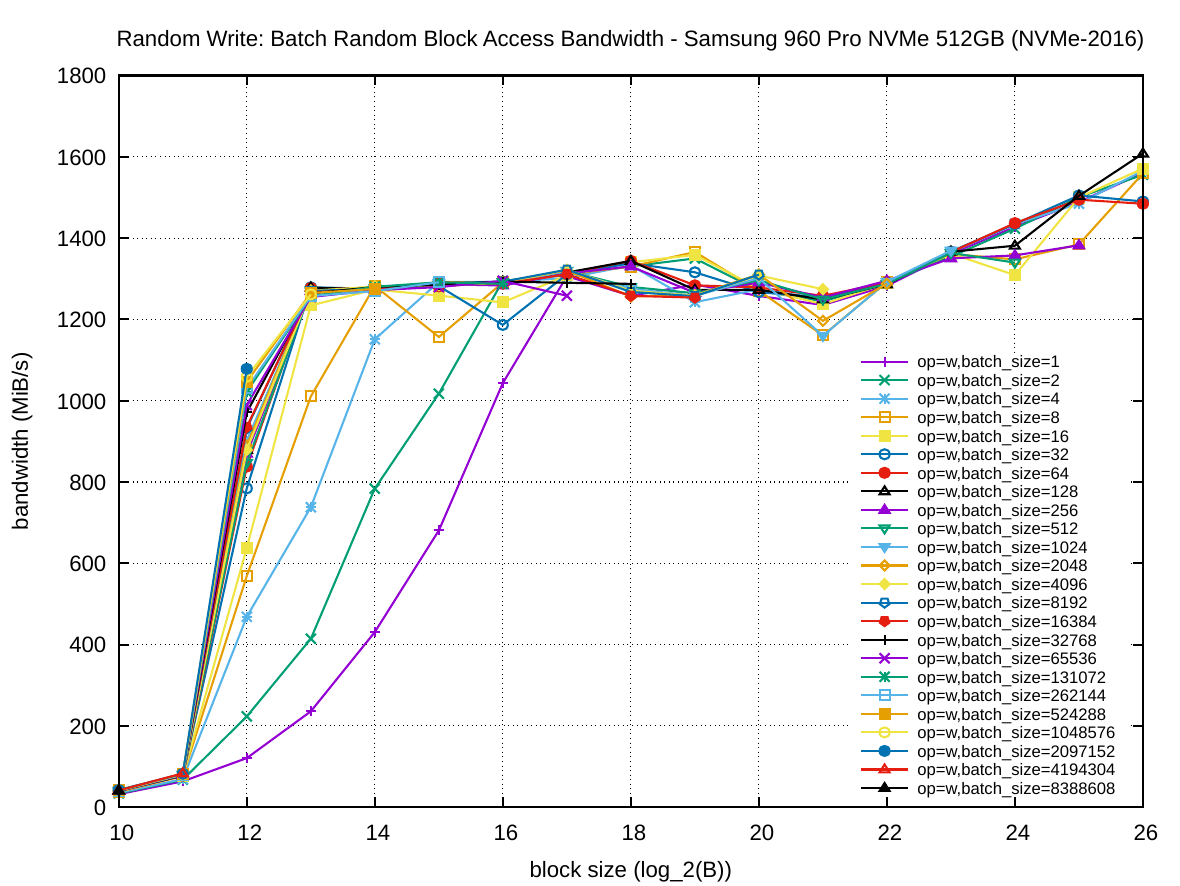 Random Write: Batch Random Block Access Bandwidth - Samsung 960 Pro NVMe 512GB (NVMe-2016)
1800
1600
1400
1200
1000
800
600
400
200
0
bandwidth (MiB/s)
op=w,batch_size=1
op=w,batch_size=2
op=w,batch_size=4
op=w,batch_size=8
op=w,batch_size=16
op=w,batch_size=32
op=w,batch_size=64
op=w,batch_size=128
op=w,batch_size=256
op=w,batch_size=512
op=w,batch_size=1024
op=w,batch_size=2048
op=w,batch_size=4096
op=w,batch_size=8192
op=w,batch_size=16384
op=w,batch_size=32768
op=w,batch_size=65536
op=w,batch_size=131072
op=w,batch_size=262144
op=w,batch_size=524288
op=w,batch_size=1048576
op=w,batch_size=2097152
op=w,batch_size=4194304
op=w,batch_size=8388608
10 12 14 16 18 20 22 24 26
block size (log_2(B))